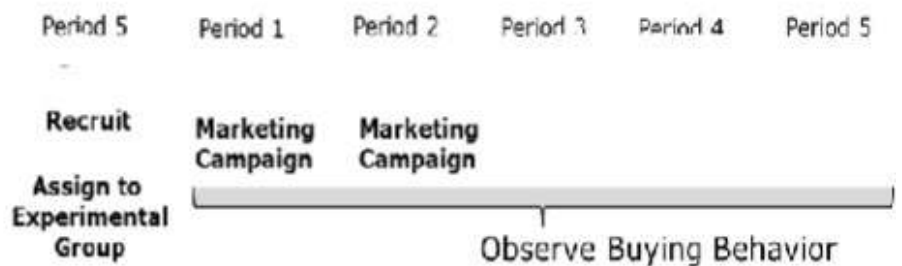 Period 5 Period 1 Period 2 Period 3 Period 4 Period 5
Recruit
Marketing Marketing
Campaign Campaign
Assign to
Experimental
Group
Observe Buying Behavior